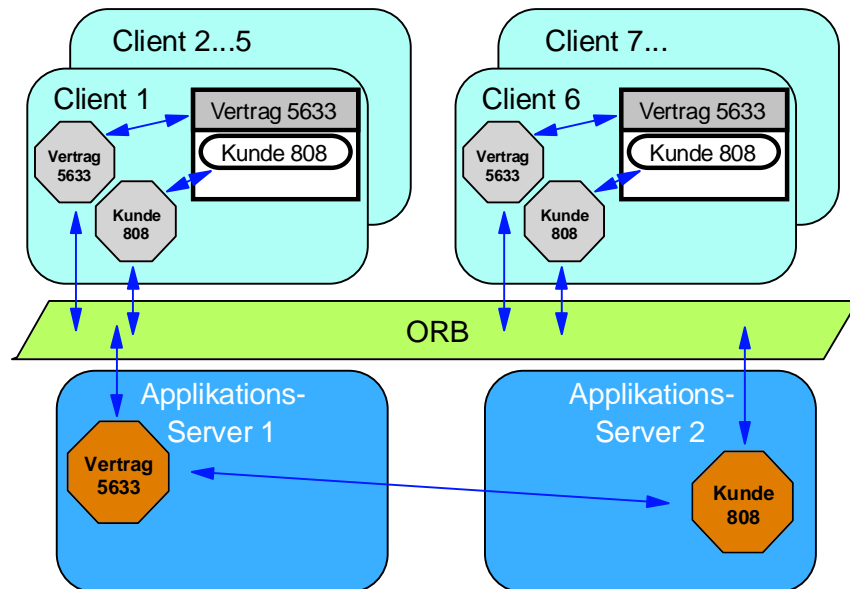 Client 2...5
Client 7...
Client 1
Vertrag 5633
Kunde 808
Vertrag
5633
Kunde
808
Client 6
Vertrag 5633
Kunde 808
Vertrag
5633
Kunde
808
ORB
Applikations-
Server 1
Vertrag
5633
Applikations-
Server 2
Kunde
808